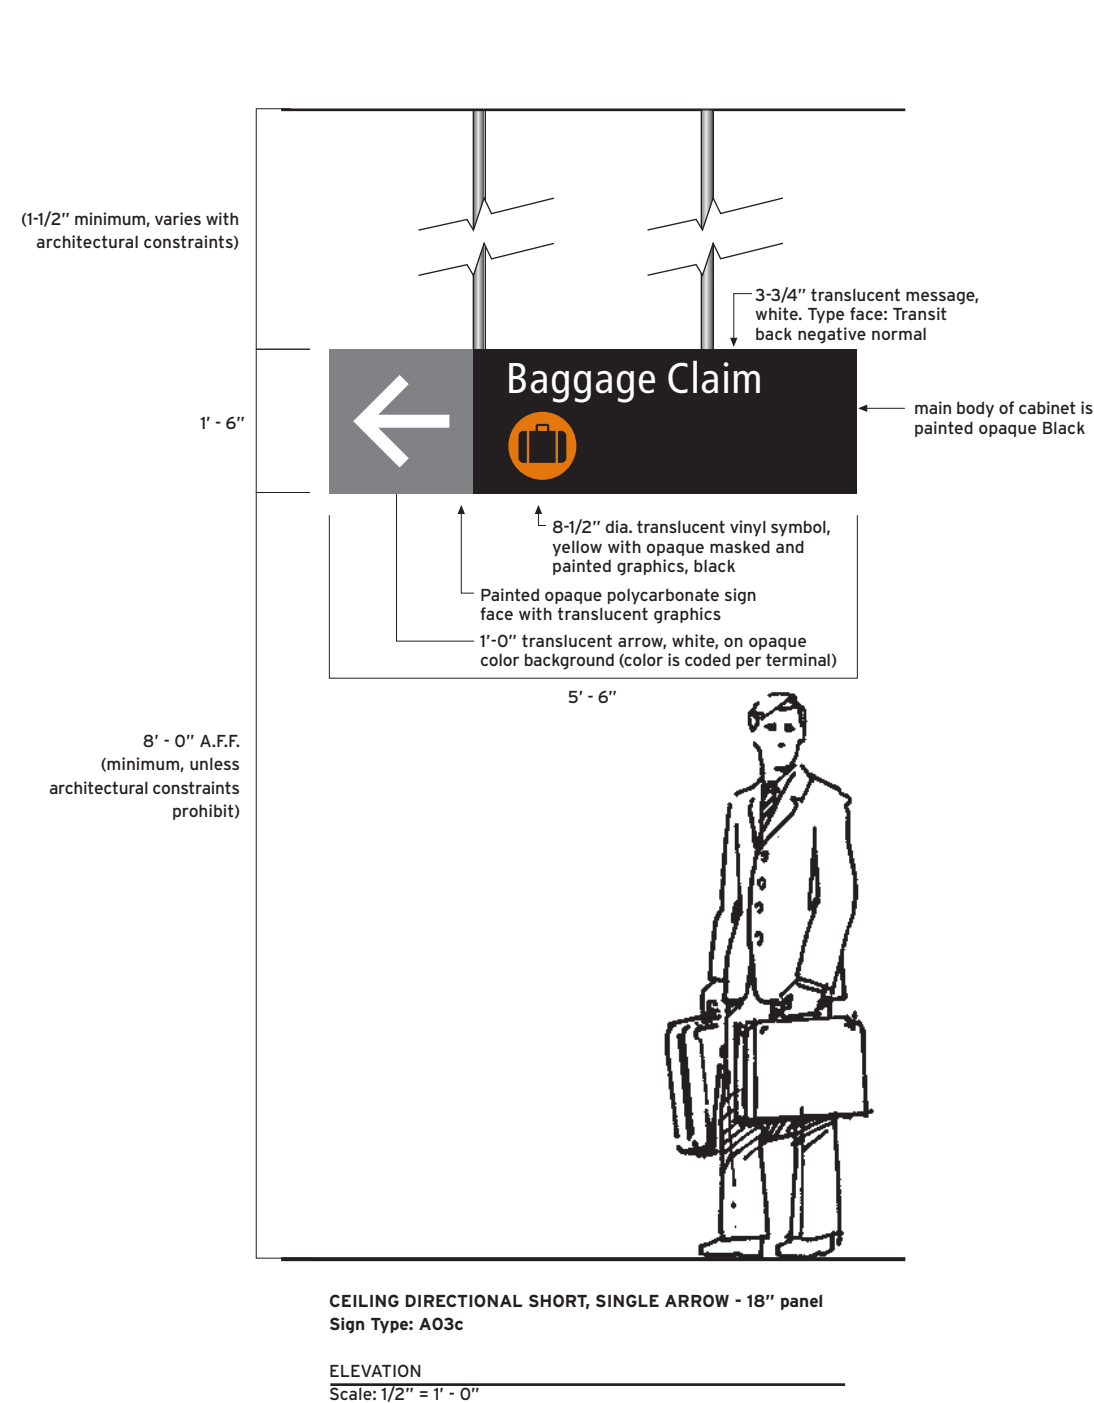 (1-1/2” minimum, varies with
architectural constraints)
3-3/4” translucent message,
white. Type face: Transit
back negative normal
Baggage Claim
1’ - 6”
main body of cabinet is
painted opaque Black
8-1/2” dia. translucent vinyl symbol,
yellow with opaque masked and
painted graphics, black
Painted opaque polycarbonate sign
face with translucent graphics
1’-0” translucent arrow, white, on opaque
color background (color is coded per terminal)
5’ - 6”
8’ - 0” A.F.F.
(minimum, unless
architectural constraints
prohibit)
CEILING DIRECTIONAL SHORT, SINGLE ARROW - 18” panel
Sign Type: A03c
ELEVATION
Scale: 1/2” = 1’ - 0”